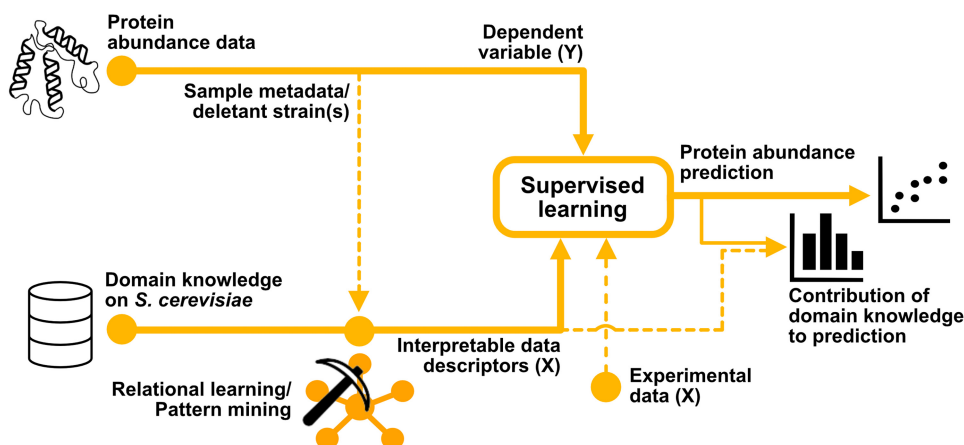 Protein
abundance data
Dependent
variable (Y)
Sample metadata/
deletant strain(s)
Protein abundance
prediction
Supervised
learning
Domain knowledge
on S. cerevisiae
Contribution of
domain knowledge
to prediction
Interpretable data
descriptors (X)
Experimental
data (X)
Relational learning/
Pattern mining